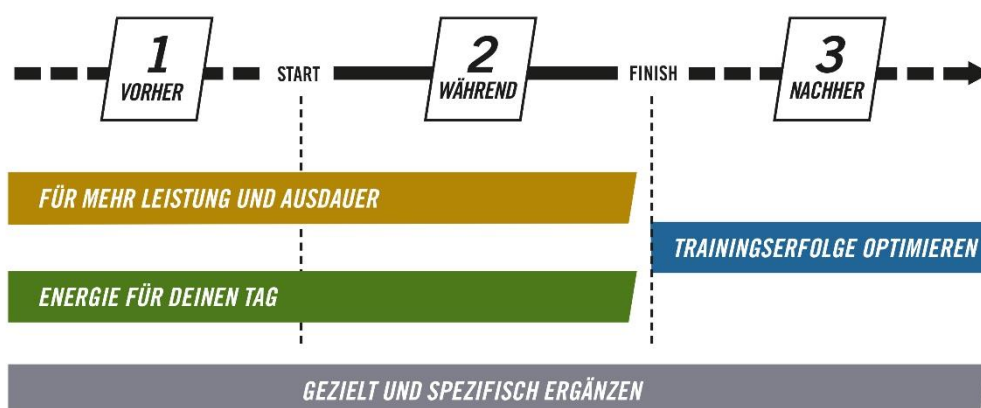 1
VORHER
START
2
WÄHREND
FINISH
3
NACHHER
FÜR MEHR LEISTUNG UND AUSDAUER
TRAININGSERFOLGE OPTIMIEREN
ENERGIE FÜR DEINEN TAG
GEZIELT UND SPEZIFISCH ERGÄNZEN